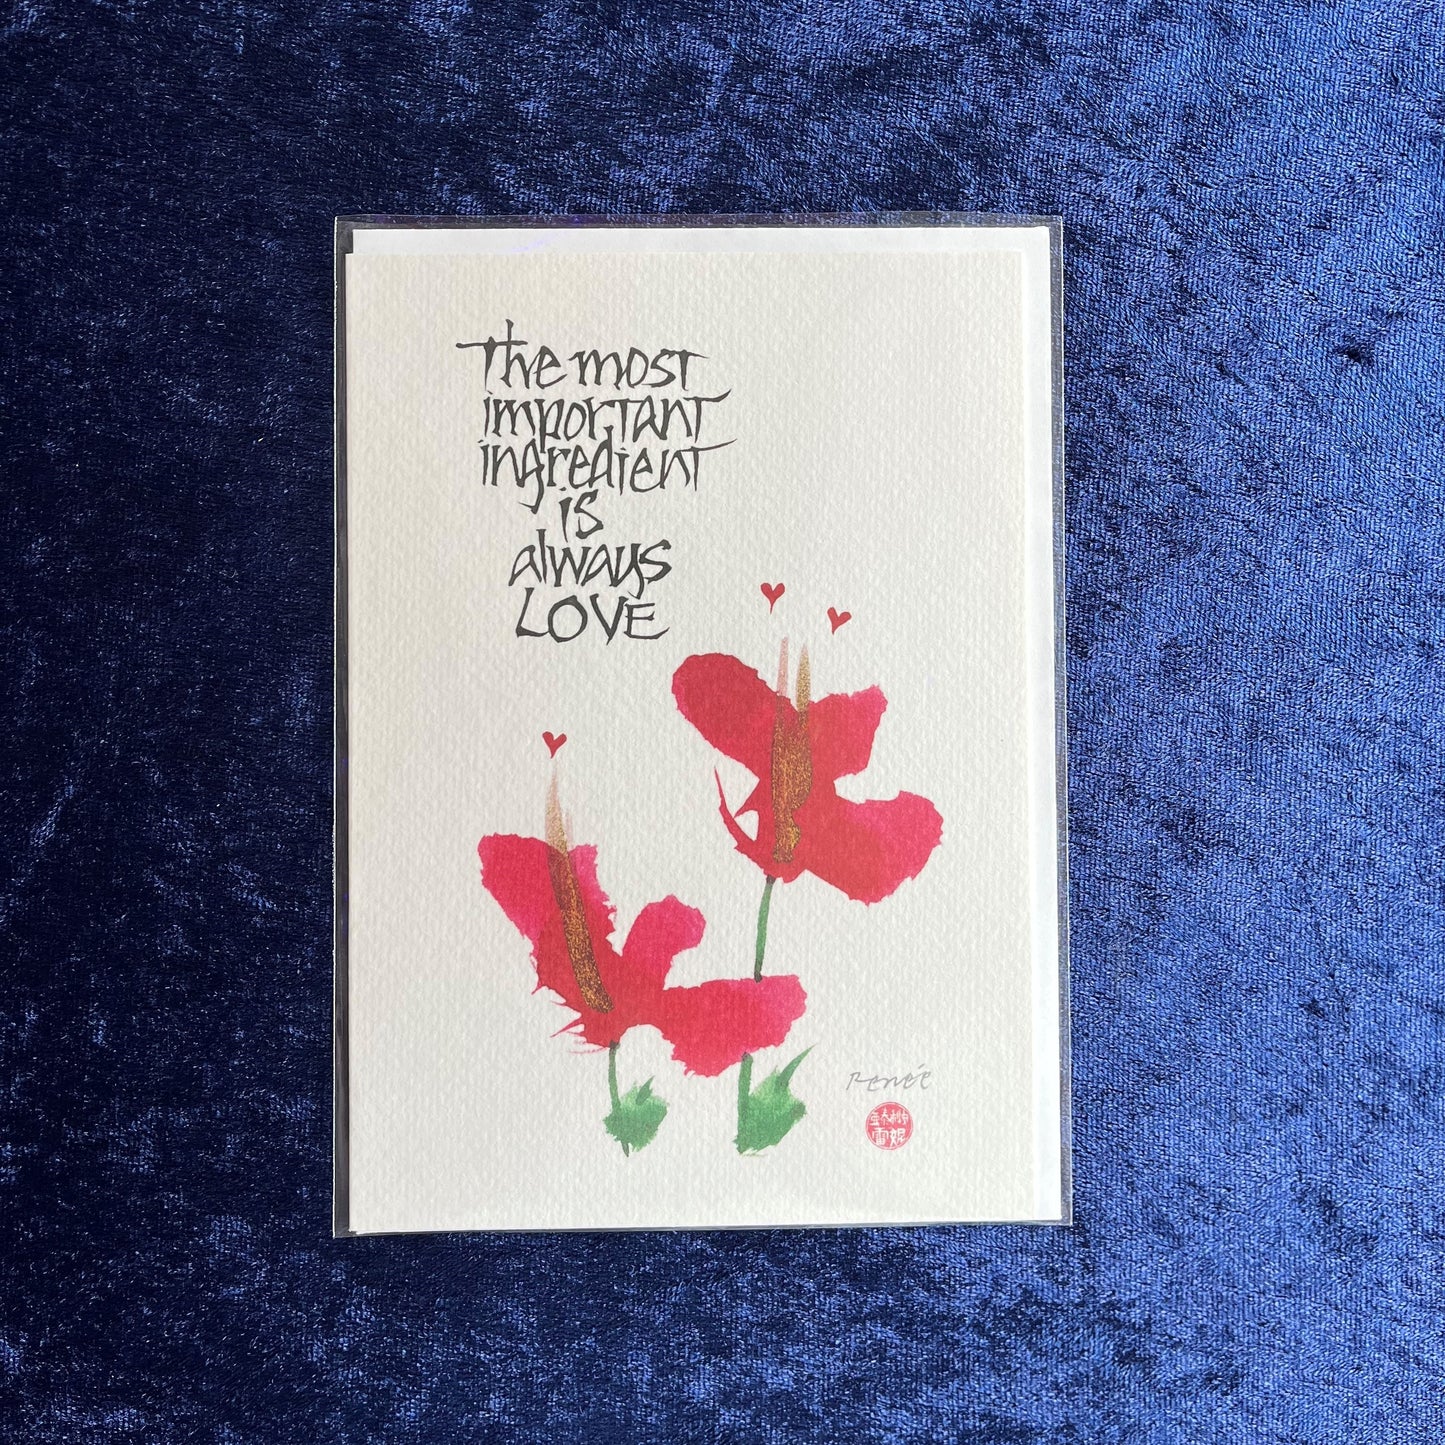 The most
important
ingredient
is
always
LOVE
Renée